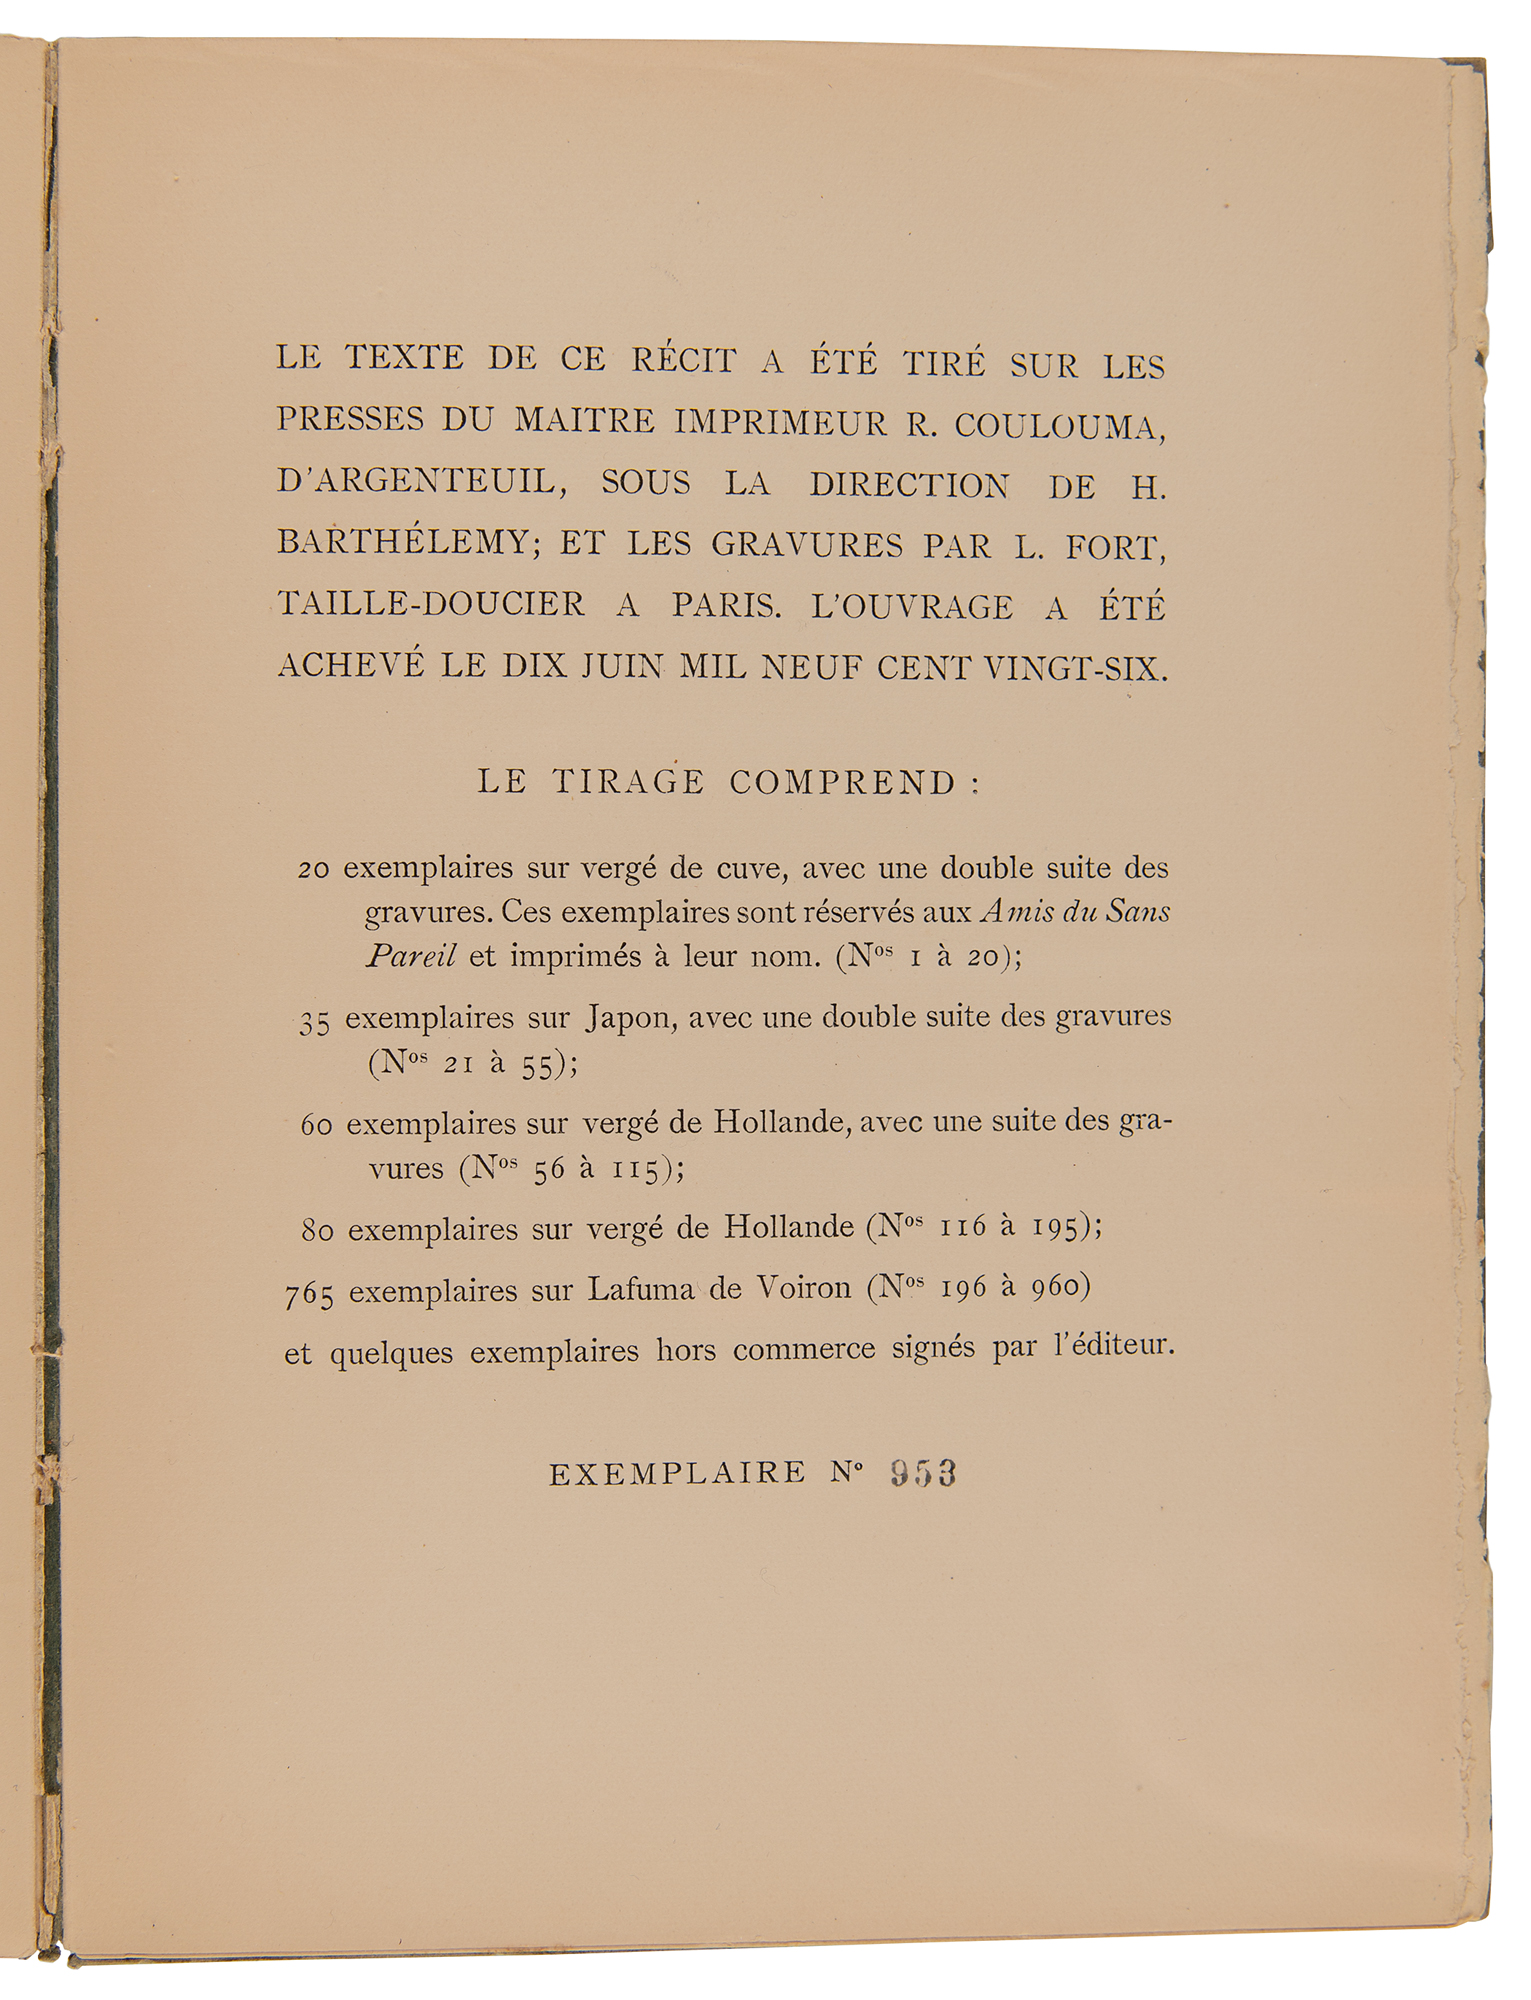 LE TEXTE DE CE RÉCIT A ÉTÉ TIRÉ SUR LES
PRESSES DU MAITRE IMPRIMEUR R. COULOUMA,
D'ARGENTEUIL, SOUS LA DIRECTION DE H.
BARTHÉLEMY; ET LES GRAVURES PAR L. FORT,
TAILLE-DOUCIER A PARIS. L'OUVRAGE A ÉTÉ
ACHEVÉ LE DIX JUIN MIL NEUF CENT VINGT-SIX.
LE TIRAGE COMPREND :
20 exemplaires sur vergé de cuve, avec une double suite des
gravures. Ces exemplaires sont réservés aux Amis du Sans
Pareil et imprimés à leur nom. (Nos 1 à 20);
35 exemplaires sur Japon, avec une double suite des gravures
(Nos 21 à 55);
60 exemplaires sur vergé de Hollande, avec une suite des gra-
vures (Nos 56 à 115);
80 exemplaires sur vergé de Hollande (Nos 116 à 195);
765 exemplaires sur Lafuma de Voiron (Nos 196 à 960)
et quelques exemplaires hors commerce signés par l'éditeur.
EXEMPLAIRE N° 953